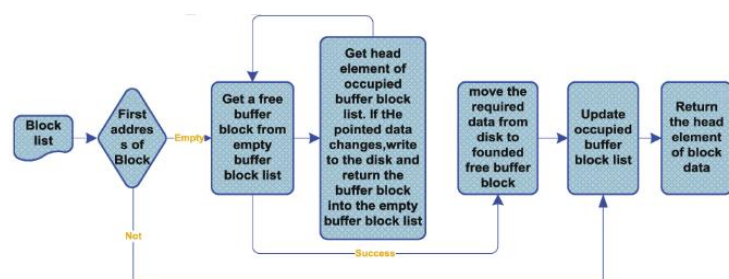 Block
list
First
addres
s of
Block
Empty
Get a free
buffer
block from
empty
buffer
block list
Get head
element of
occupied
buffer block
list. If tHe
pointed data
changes,write
to the disk and
return the
buffer block
into the empty
buffer block list
move the
required
data from
disk to
founded
free buffer
block
Update
occupied
buffer
block list
Return the
head
element
of block
data
Not
Success